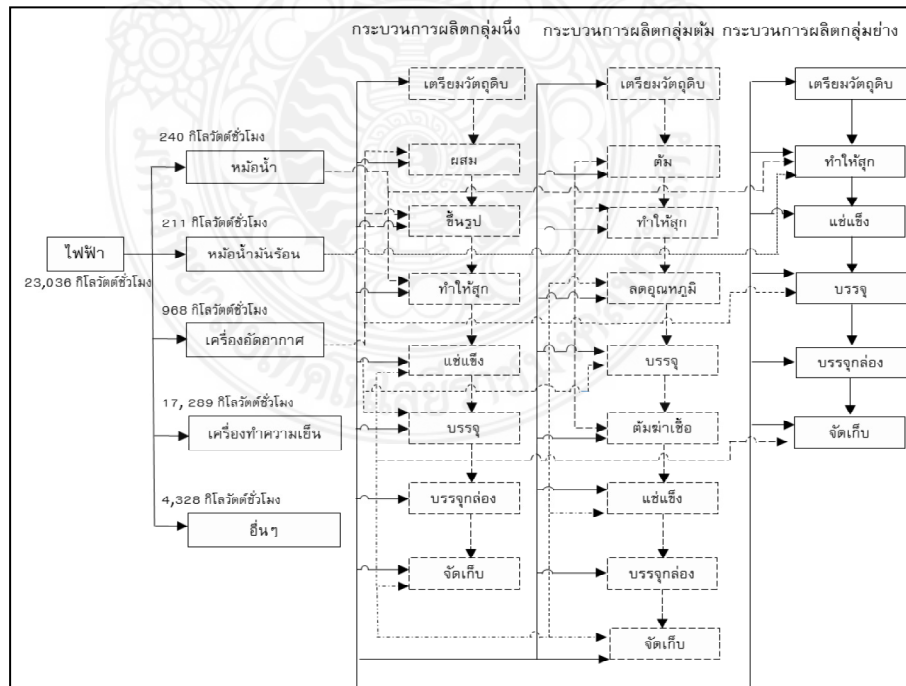 กระบวนการผลิตกลุ่มนึ่ง กระบวนการผลิตกลุ่มต้ม กระบวนการผลิตกลุ่มย่าง
เตรียมวัตถุดิบ เตรียมวัตถุดิบ เตรียมวัตถุดิบ
240 กิโลวัตต์ชั่วโมง
หม้อน้ำ ผสม ต้ม ทำให้สุก
211 กิโลวัตต์ชั่วโมง
ขึ้นรูป ทำให้สุก แช่แข็ง
ไฟฟ้า หม้อน้ำมันร้อน
23,036 กิโลวัตต์ชั่วโมง
ทำให้สุก ลดอุณหภูมิ บรรจุ
968 กิโลวัตต์ชั่วโมง
เครื่องอัดอากาศ
แช่แข็ง บรรจุ บรรจุกล่อง
17, 289 กิโลวัตต์ชั่วโมง
เครื่องทำความเย็น บรรจุ ต้มฆ่าเชื้อ จัดเก็บ
4,328 กิโลวัตต์ชั่วโมง
บรรจุกล่อง แช่แข็ง
อื่นๆ
จัดเก็บ บรรจุกล่อง
จัดเก็บ